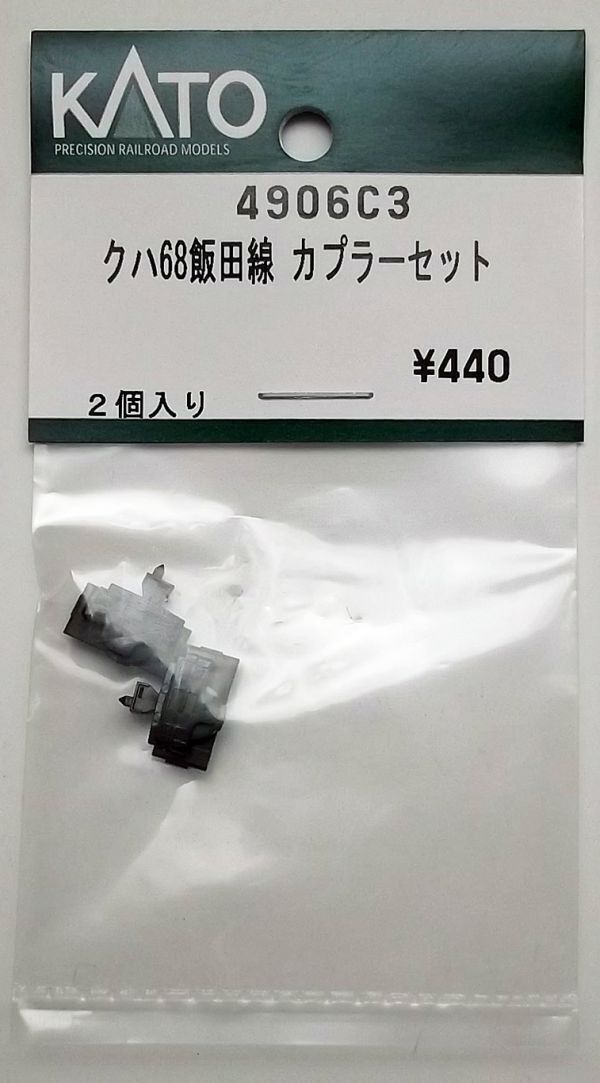 KATO
PRECISION RAILROAD MODELS
4906C3
クハ68飯田線 カプラーセット
¥440
2個入り